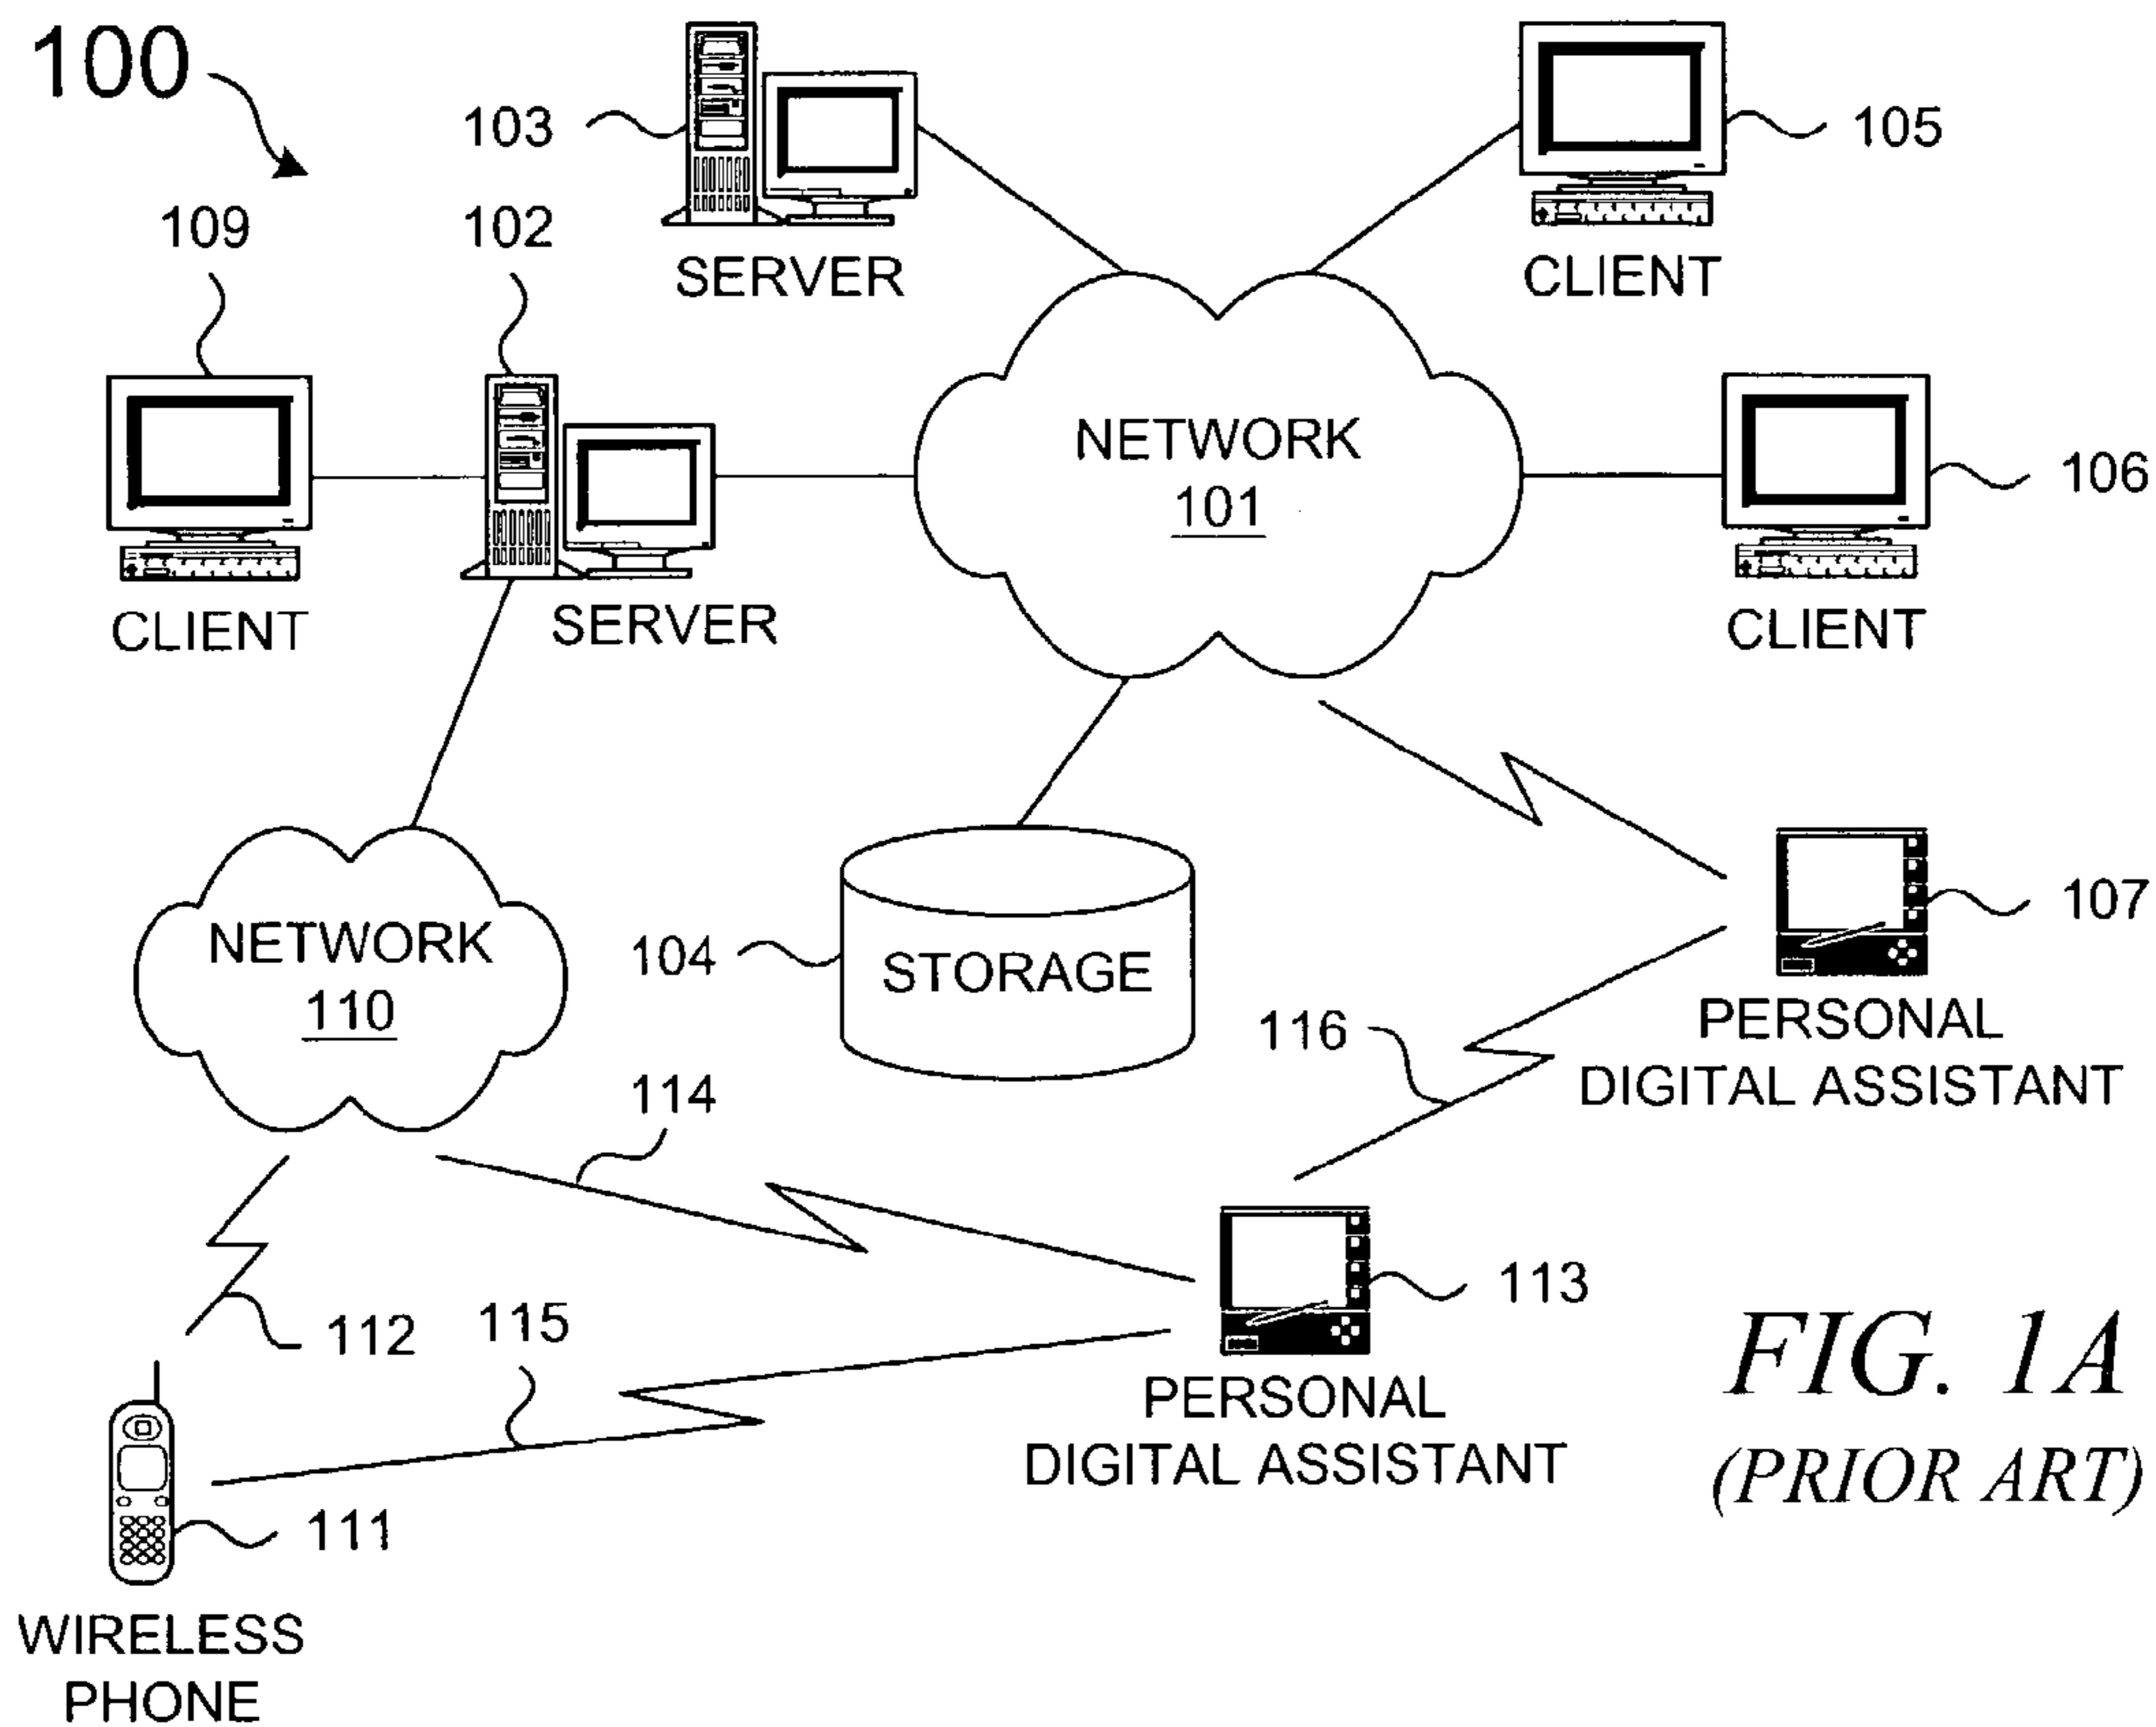 100
103
105
109
102
SERVER
CLIENT
NETWORK
101
106
CLIENT
SERVER
CLIENT
NETWORK
110
104
STORAGE
107
PERSONAL
DIGITAL ASSISTANT
116
114
113
112
115
PERSONAL
DIGITAL ASSISTANT
FIG. 1A
(PRIOR ART)
111
WIRELESS
PHONE